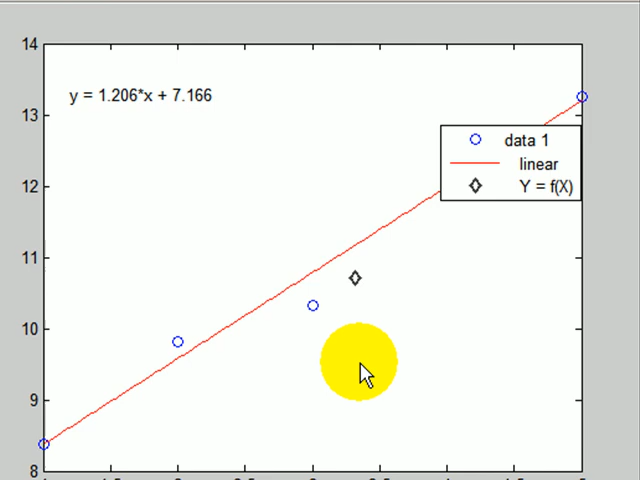 14
y = 1.206*x + 7.166
13
data 1
linear
12
Y = f(X)
11
10
9
8